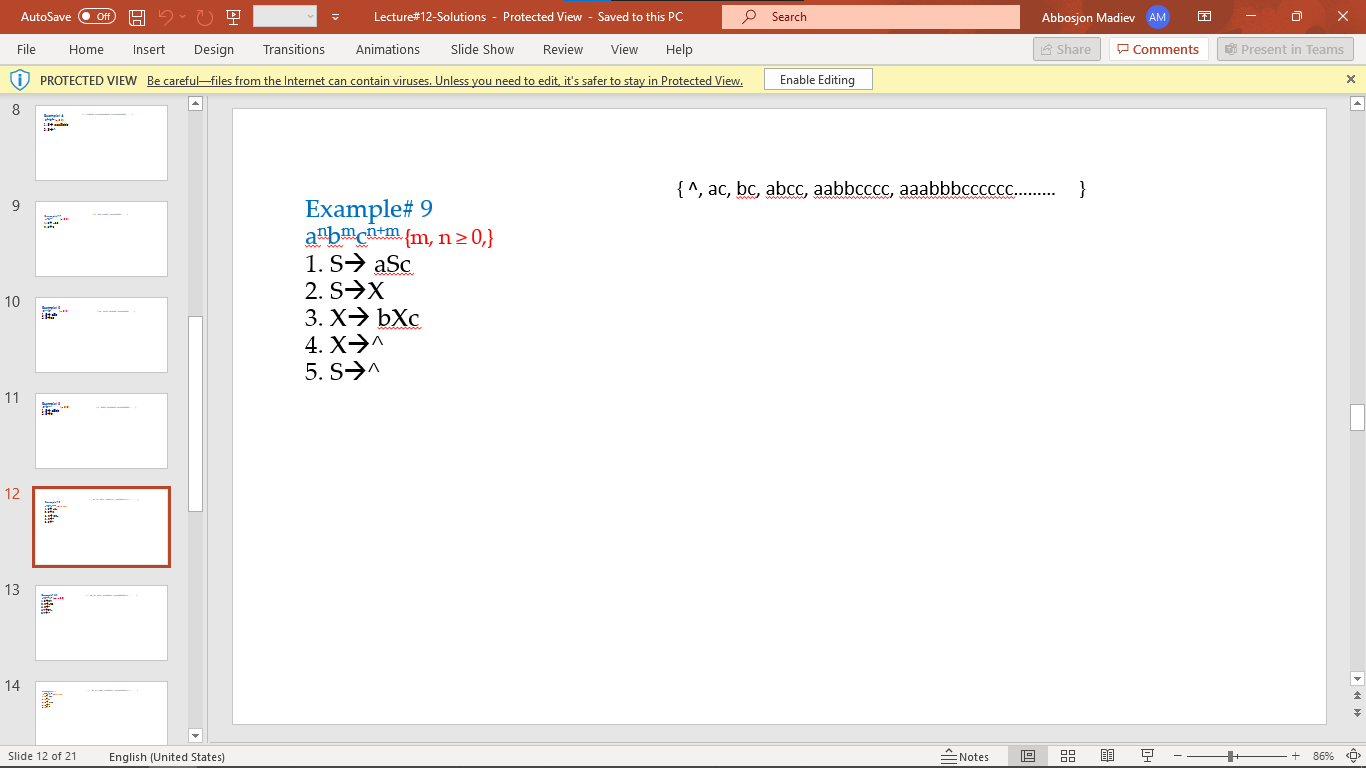 AutoSave Off Lecture#12-Solutions - Protected View - Saved to this PC Search Abbosjon Madiev AM
File Home Insert Design Transitions Animations Slide Show Review View Help Share Comments Present in Teams
PROTECTED VIEW Be careful—files from the Internet can contain viruses. Unless you need to edit, it's safer to stay in Protected View. Enable Editing
8
9
10
11
12
13
14
{ ^, ac, bc, abcc, aabbcccc, aaabbbcccccc......... }
Example# 9
aⁿbᵐcⁿ⁺ᵐ {m, n ≥ 0,}
1. S→ aSc
2. S→X
3. X→ bXc
4. X→^
5. S→^
Slide 12 of 21 English (United States) Notes 86%